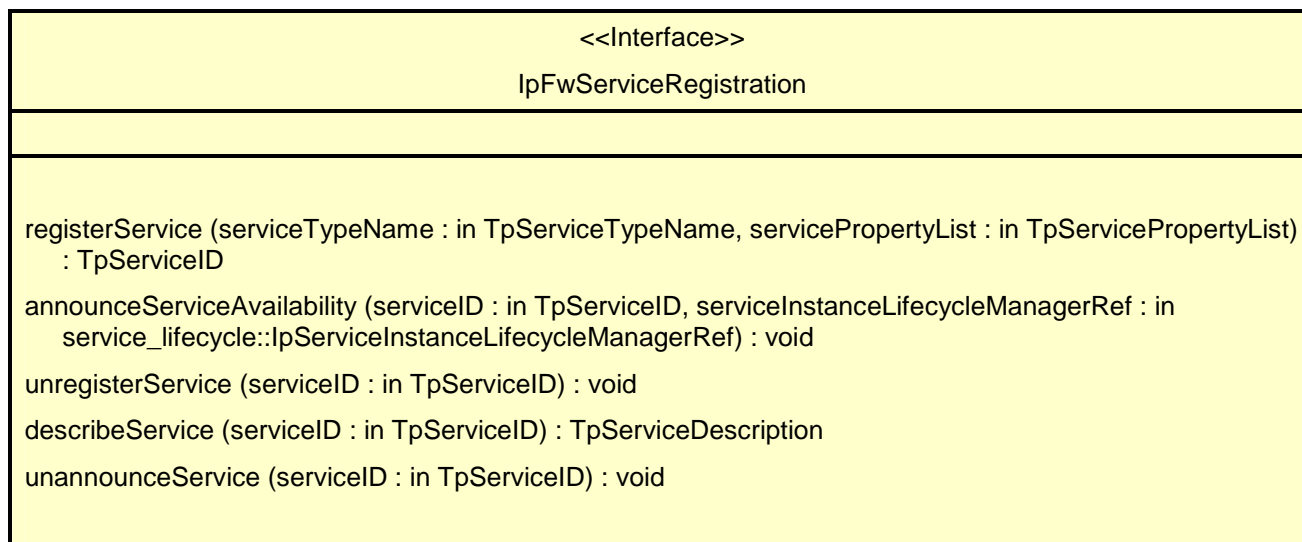 <<Interface>>
IpFwServiceRegistration
registerService (serviceTypeName : in TpServiceTypeName, servicePropertyList : in TpServicePropertyList)
: TpServiceID
announceServiceAvailability (serviceID : in TpServiceID, serviceInstanceLifecycleManagerRef : in
service_lifecycle::IpServiceInstanceLifecycleManagerRef) : void
unregisterService (serviceID : in TpServiceID) : void
describeService (serviceID : in TpServiceID) : TpServiceDescription
unannounceService (serviceID : in TpServiceID) : void